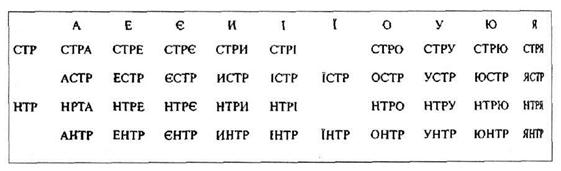 А Е Є И І Ї О У Ю Я
СТР СТРА СТРЕ СТРЄ СТРИ СТРІ СТРО СТРУ СТРЮ СТРЯ
АСТР ЕСТР ЄСТР ИСТР ІСТР ЇСТР ОСТР УСТР ЮСТР ЯСТР
НТР НРТА НТРЕ НТРЄ НТРИ НТРІ НТРО НТРУ НТРЮ НТРЯ
АНТР ЕНТР ЄНТР ИНТР ІНТР ЇНТР ОНТР УНТР ЮНТР ЯНТР